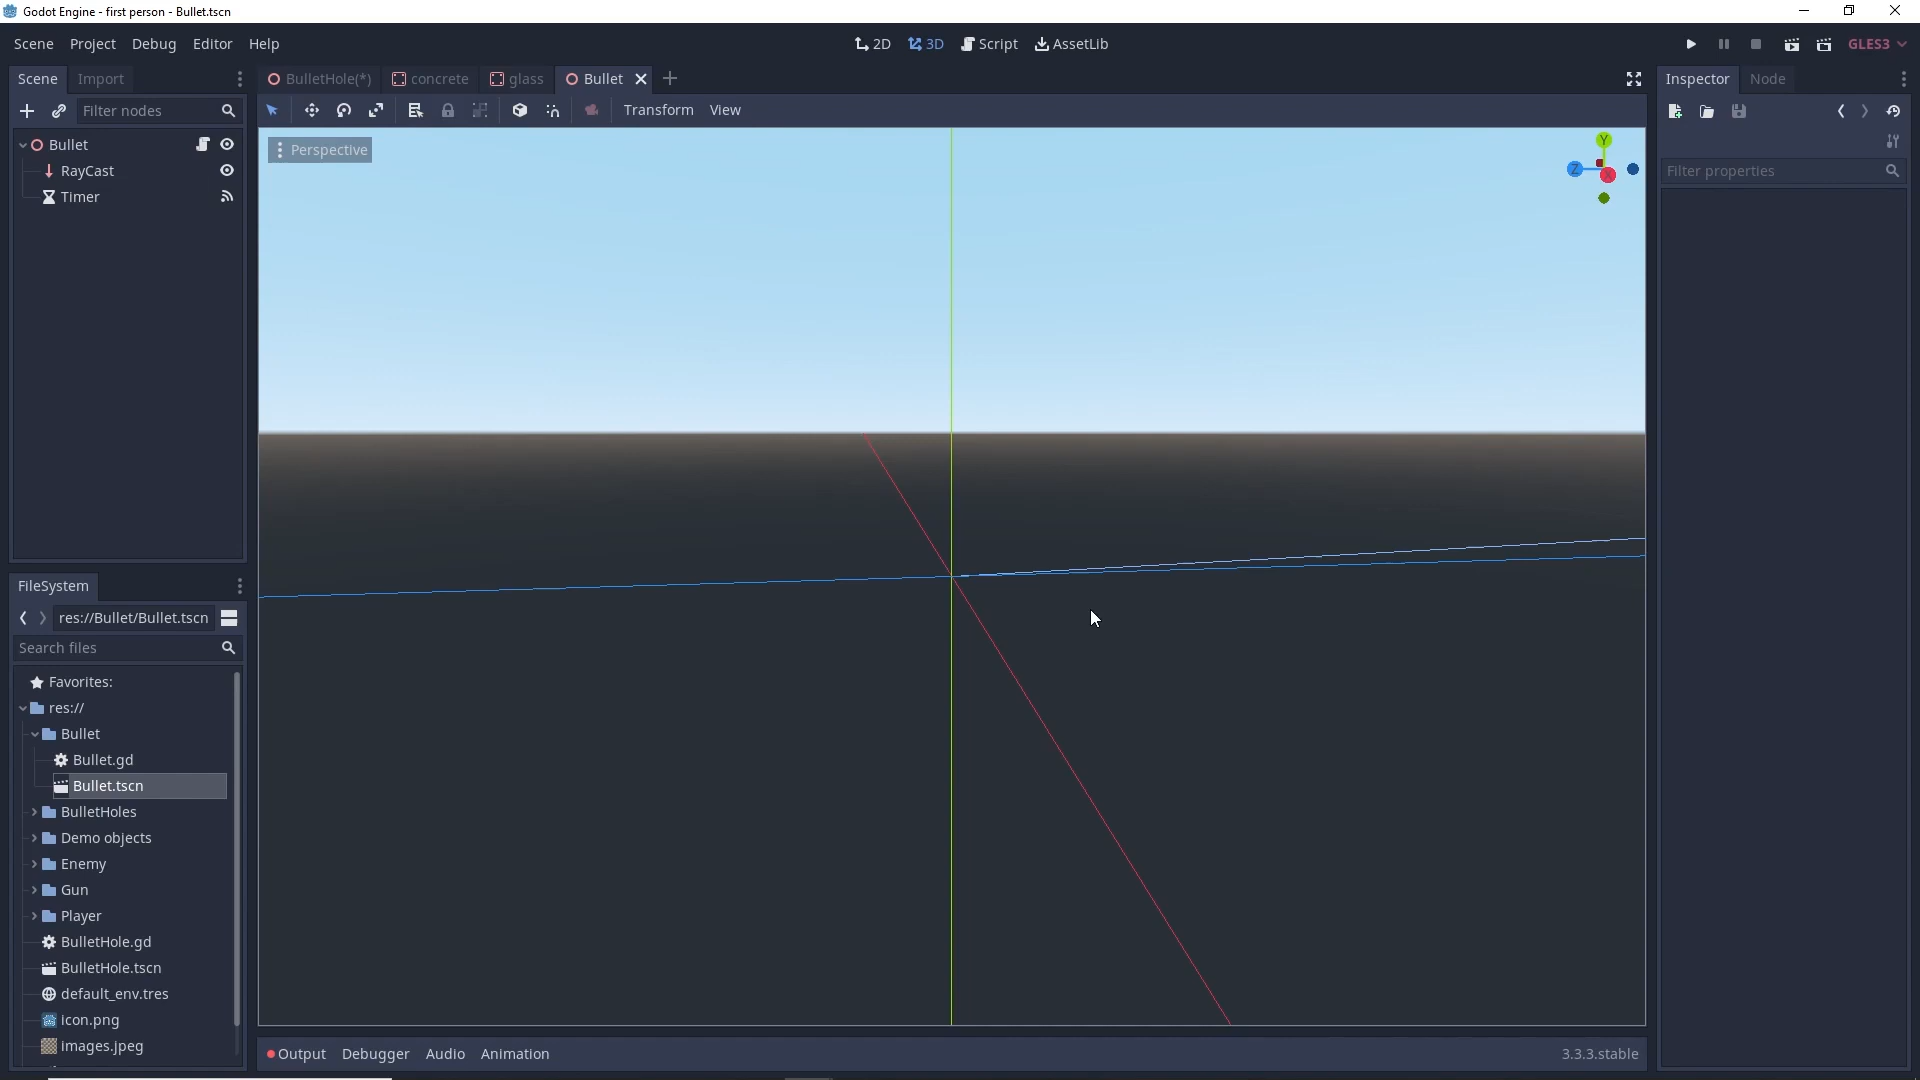 Godot Engine - first person - Bullet.tscn
Scene Project Debug Editor Help
2D 3D Script AssetLib
GLES3
Scene Import
BulletHole(*) concrete glass Bullet
Inspector Node
Filter nodes
Transform View
Bullet
RayCast
Timer
Perspective
Y
Z
X
Filter properties
FileSystem
res://Bullet/Bullet.tscn
Search files
Favorites:
res://
Bullet
Bullet.gd
Bullet.tscn
BulletHoles
Demo objects
Enemy
Gun
Player
BulletHole.gd
BulletHole.tscn
default_env.tres
icon.png
images.jpeg
Output Debugger Audio Animation
3.3.3.stable